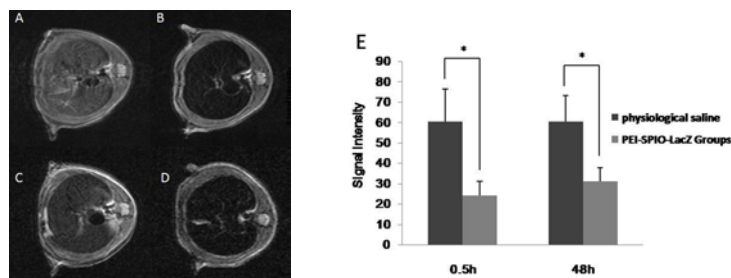 A
B
C
D
E
*
*
90
80
70
60
50
40
30
20
10
0
Signal Intensity
0.5h
48h
physiological saline
PEI-SPIO-LacZ Groups